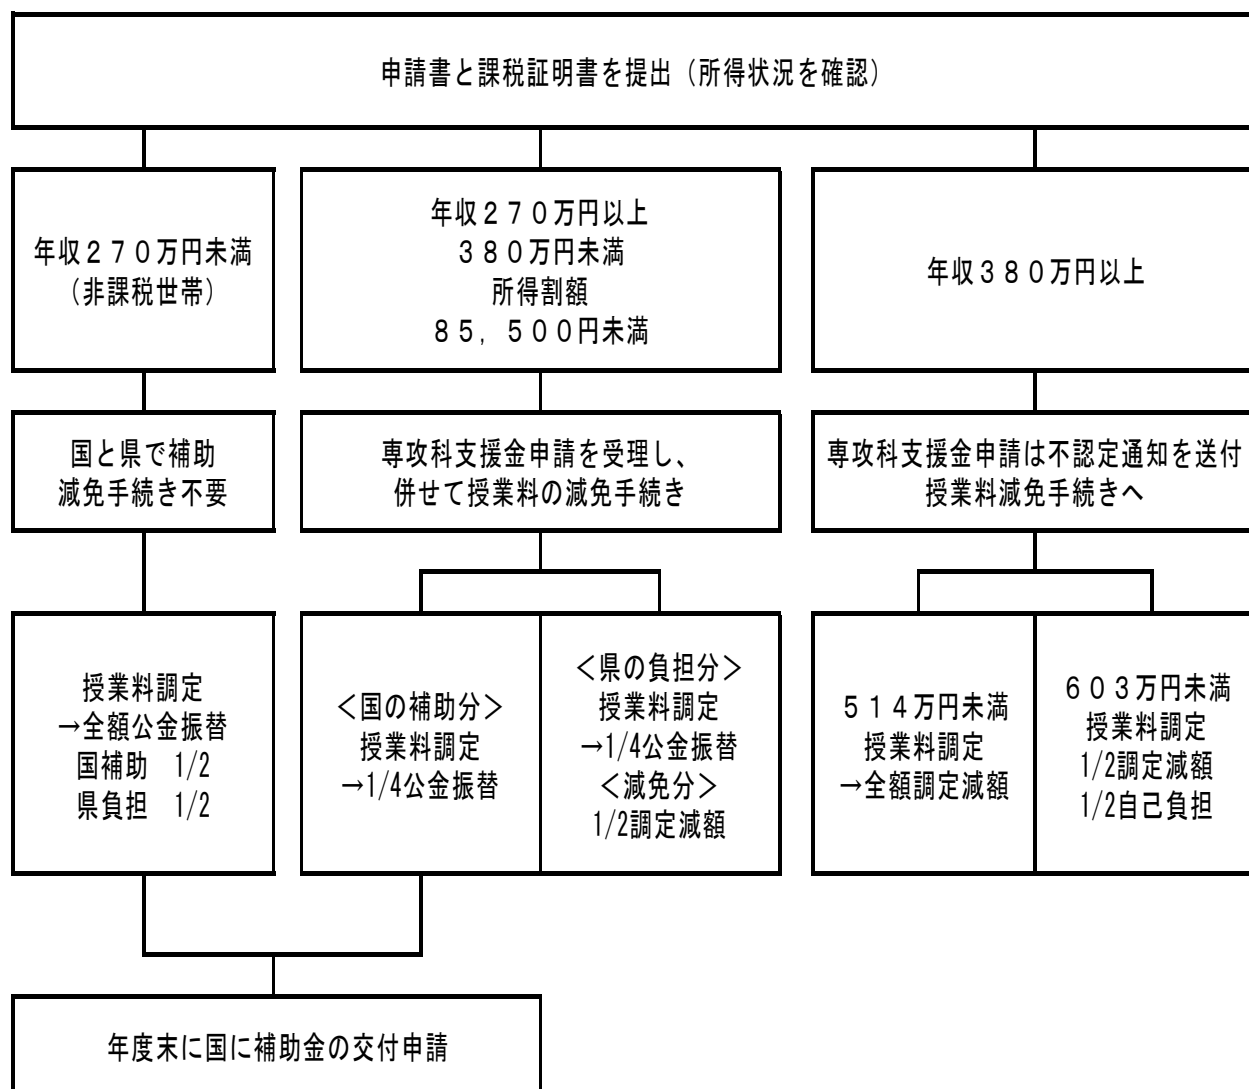 申請書と課税証明書を提出（所得状況を確認）
年収２７０万円未満
（非課税世帯）
年収２７０万円以上
３８０万円未満
所得割額
８５，５００円未満
年収３８０万円以上
国と県で補助
減免手続き不要
専攻科支援金申請を受理し、
併せて授業料の減免手続き
専攻科支援金申請は不認定通知を送付
授業料減免手続きへ
授業料調定
→全額公金振替
国補助　1/2
県負担　1/2
＜国の補助分＞
授業料調定
→1/4公金振替
＜県の負担分＞
授業料調定
→1/4公金振替
＜減免分＞
1/2調定減額
５１４万円未満
授業料調定
→全額調定減額
６０３万円未満
授業料調定
1/2調定減額
1/2自己負担
年度末に国に補助金の交付申請